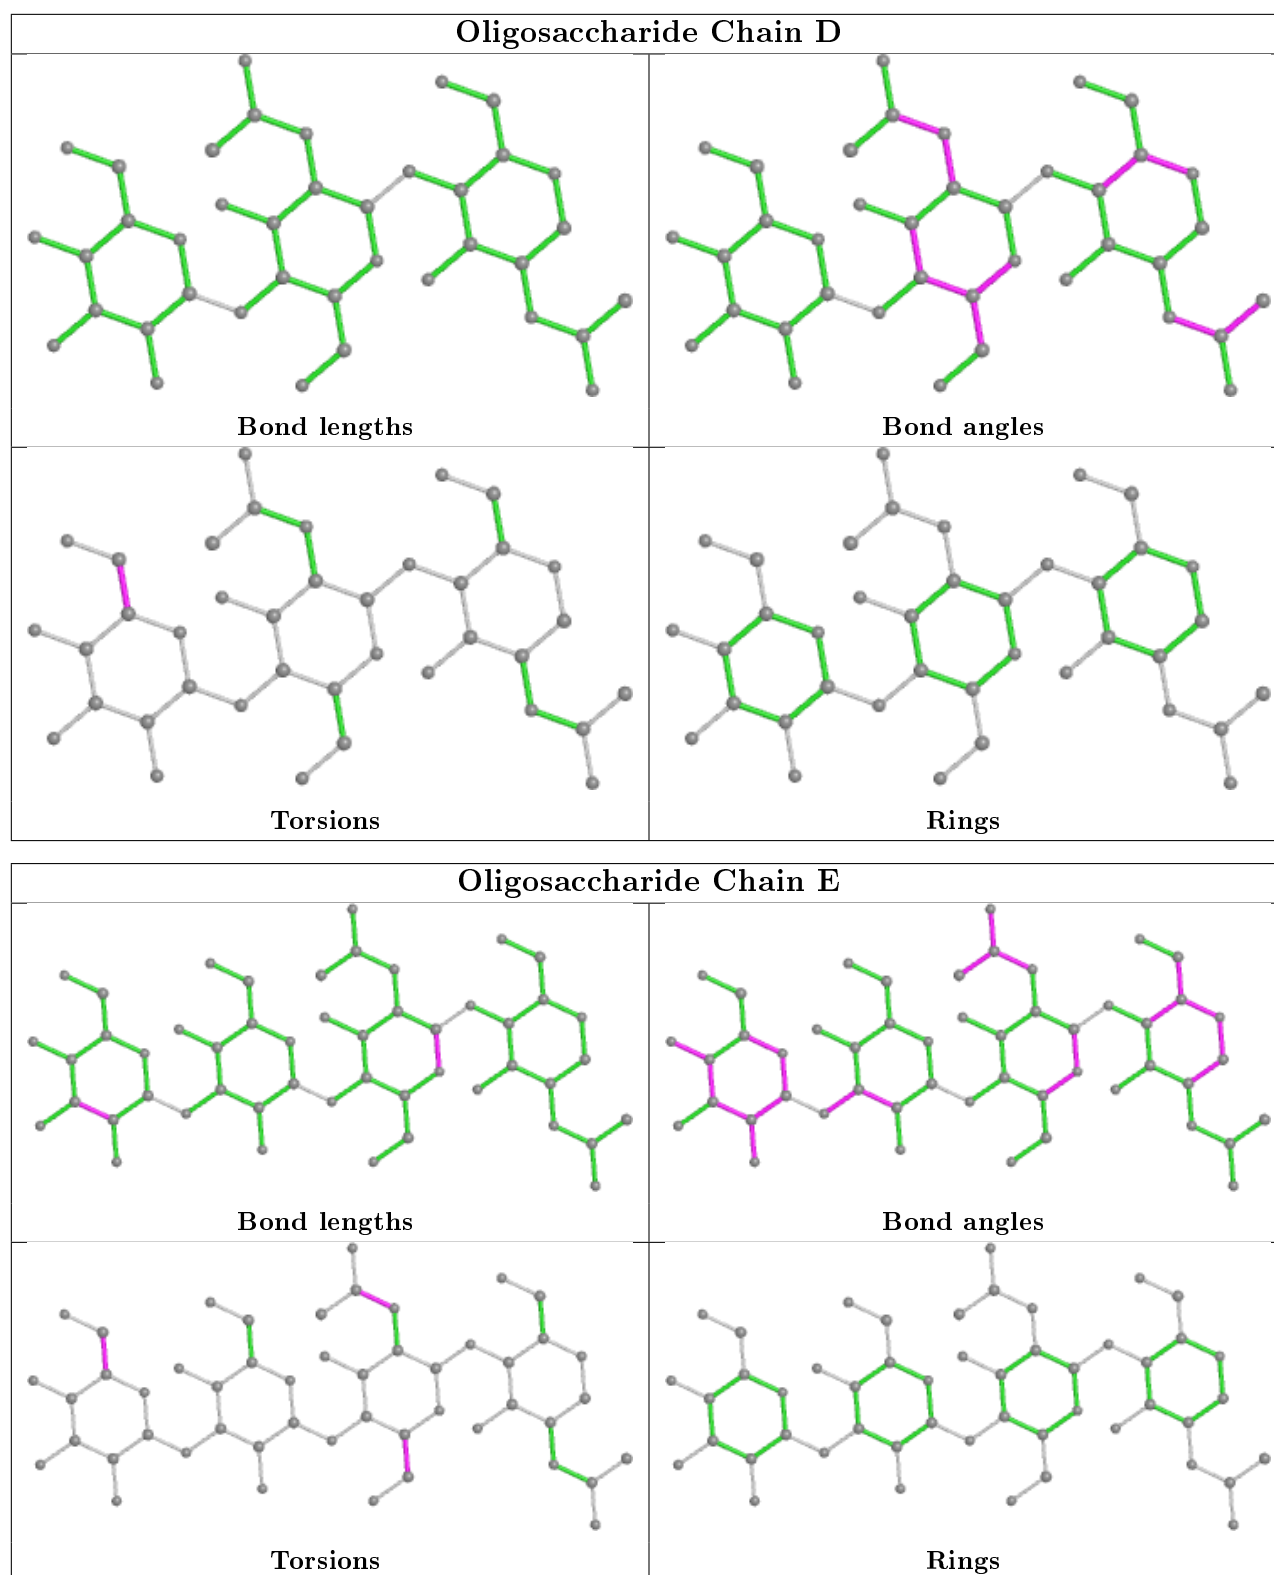 Oligosaccharide Chain D
Bond lengths
Bond angles
Torsions
Rings
Oligosaccharide Chain E
Bond lengths
Bond angles
Torsions
Rings